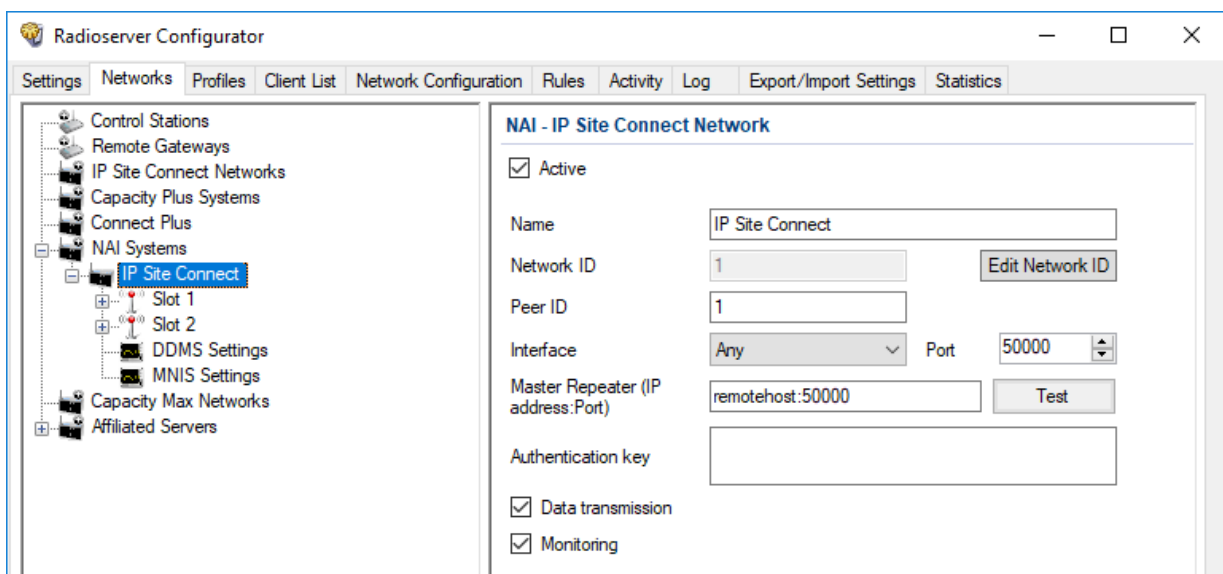 Radioserver Configurator
Settings Networks Profiles Client List Network Configuration Rules Activity Log Export/Import Settings Statistics
Control Stations
Remote Gateways
IP Site Connect Networks
Capacity Plus Systems
Connect Plus
NAI Systems
IP Site Connect
Slot 1
Slot 2
DDMS Settings
MNIS Settings
Capacity Max Networks
Affiliated Servers
NAI - IP Site Connect Network
Active
Name IP Site Connect
Network ID 1 Edit Network ID
Peer ID 1
Interface Any Port 50000
Master Repeater (IP
address:Port) remotehost:50000 Test
Authentication key
Data transmission
Monitoring